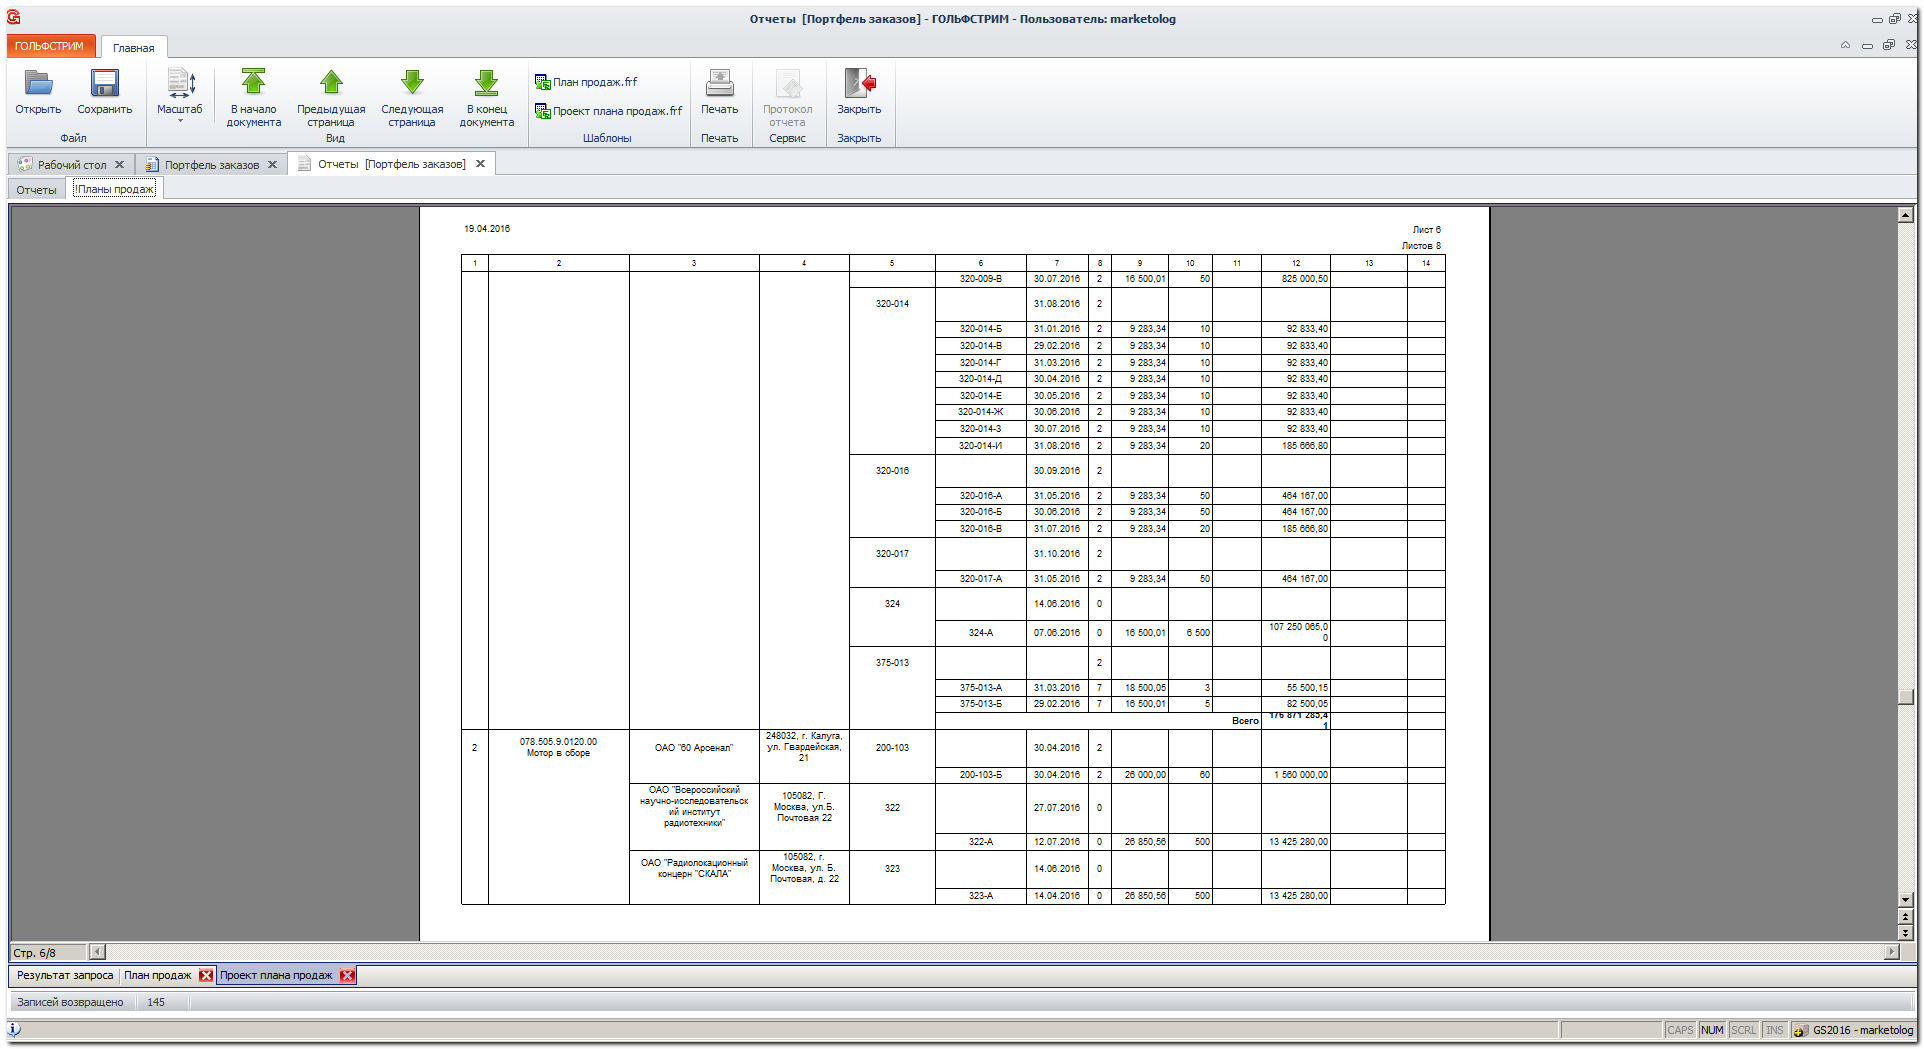 Отчеты [Портфель заказов] - ГОЛЬФСТРИМ - Пользователь: marketolog
ГОЛЬФСТРИМ Главная
Открыть Сохранить Масштаб В начало документа Предыдущая страница Следующая страница В конец документа План продаж.frf Проект плана продаж.frf Печать Протокол отчета Закрыть
Файл Вид Шаблоны Печать Сервис Закрыть
Рабочий стол Портфель заказов Отчеты [Портфель заказов]
Отчеты !Планы продаж
19.04.2016 Лист 6
Листов 8
1 2 3 4 5 6 7 8 9 10 11 12 13 14
320-009-В 30.07.2016 2 16 500,01 50 825 000,50
320-014 31.08.2016 2
320-014-Б 31.01.2016 2 9 283,34 10 92 833,40
320-014-В 29.02.2016 2 9 283,34 10 92 833,40
320-014-Г 31.03.2016 2 9 283,34 10 92 833,40
320-014-Д 30.04.2016 2 9 283,34 10 92 833,40
320-014-Е 30.05.2016 2 9 283,34 10 92 833,40
320-014-Ж 30.06.2016 2 9 283,34 10 92 833,40
320-014-З 30.07.2016 2 9 283,34 10 92 833,40
320-014-И 31.08.2016 2 9 283,34 20 185 666,80
320-016 30.09.2016 2
320-016-А 31.05.2016 2 9 283,34 50 464 167,00
320-016-Б 30.06.2016 2 9 283,34 50 464 167,00
320-016-В 31.07.2016 2 9 283,34 20 185 666,80
320-017 31.10.2016 2
320-017-А 31.05.2016 2 9 283,34 50 464 167,00
324 14.06.2016 0
324-А 07.06.2016 0 16 500,01 6 500 107 250 065,0
0
375-013 2
375-013-А 31.03.2016 7 18 500,05 3 55 500,15
375-013-Б 29.02.2016 7 16 500,01 5 82 500,05
Всего 176 871 285,4
1
2 078.505.9.0120.00
Мотор в сборе
ОАО "60 Арсенал"
248032, г. Калуга,
ул. Гвардейская,
21
200-103 30.04.2016 2
200-103-Б 30.04.2016 2 26 000,00 60 1 560 000,00
ОАО "Всероссийский
научно-исследовательск
ий институт
радиотехники"
105082, Г.
Москва, ул.Б.
Почтовая 22
322 27.07.2016 0
322-А 12.07.2016 0 26 850,56 500 13 425 280,00
ОАО "Радиолокационный
концерн "СКАЛА"
105082, г.
Москва, ул. Б.
Почтовая, д. 22
323 14.06.2016 0
323-А 14.04.2016 0 26 850,56 500 13 425 280,00
Стр. 6/8
Результат запроса План продаж Проект плана продаж
Записей возвращено 145
CAPS NUM SCRL INS GS2016 - marketolog